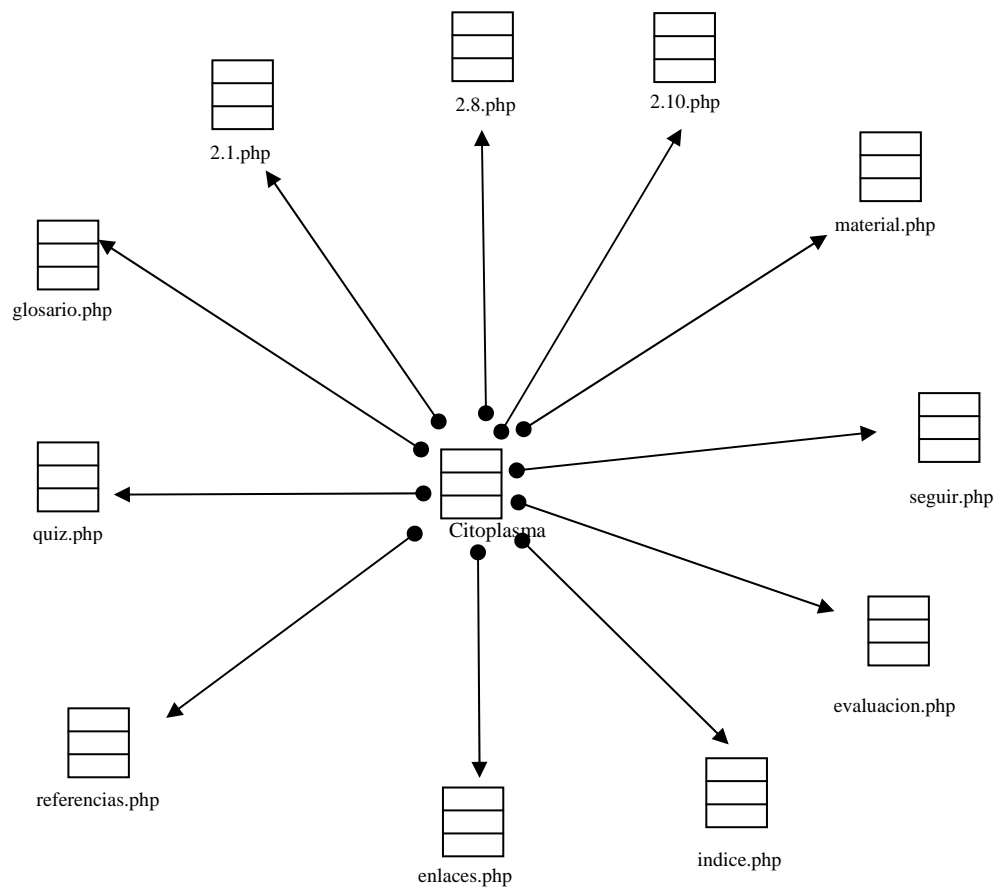 2.8.php
2.10.php
2.1.php
material.php
glosario.php
seguir.php
quiz.php
Citoplasma
evaluacion.php
referencias.php
indice.php
enlaces.php